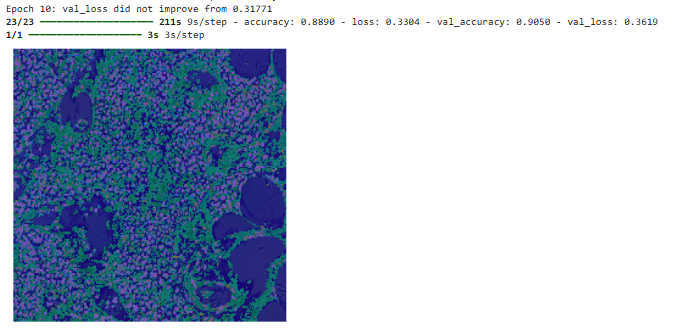 Epoch 10: val_loss did not improve from 0.31771
23/23 ━━━━━━━━━━━━━━━━━━━━ 211s 9s/step - accuracy: 0.8890 - loss: 0.3304 - val_accuracy: 0.9050 - val_loss: 0.3619
1/1 ━━━━━━━━━━━━━━━━━━━━ 3s 3s/step